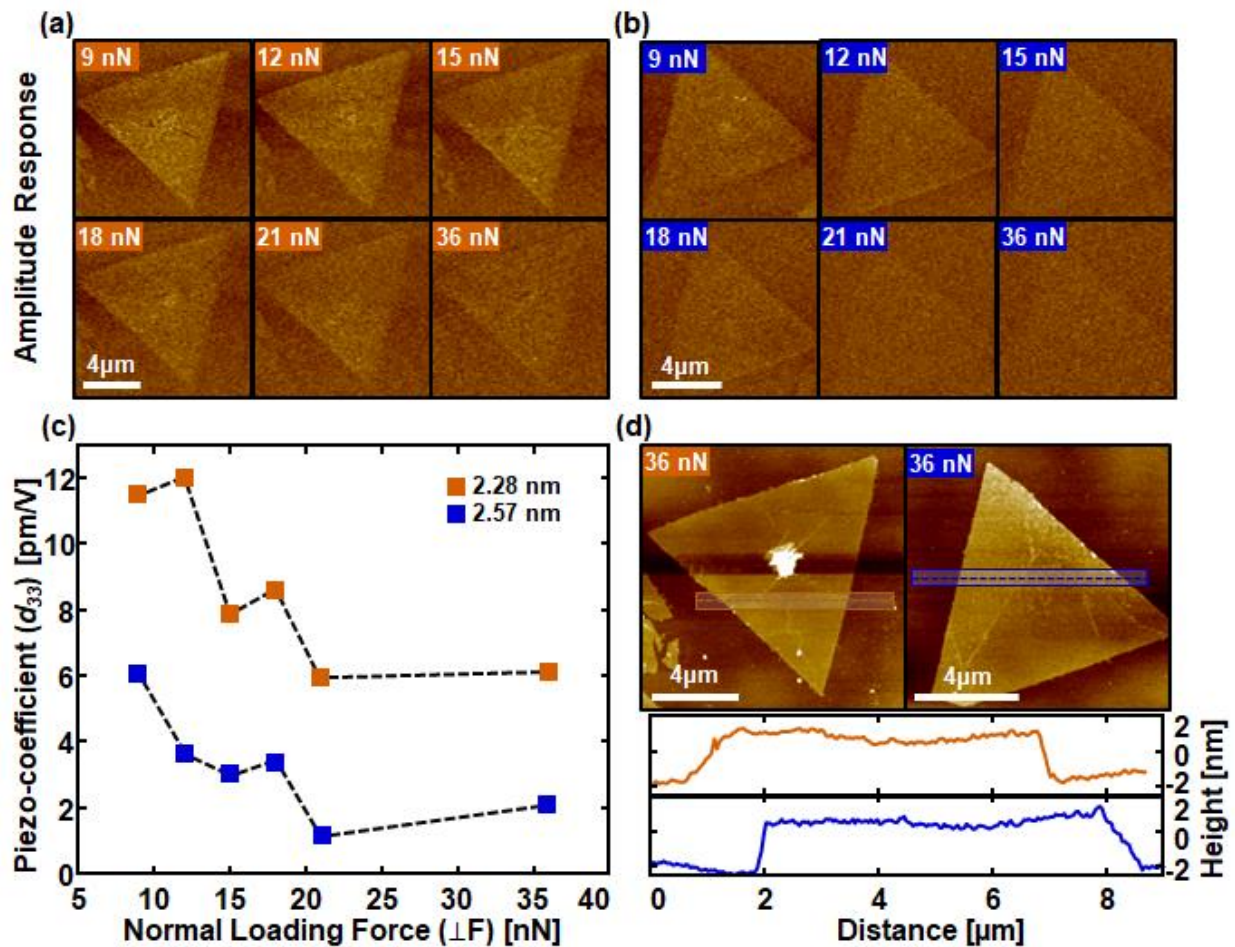 (a)
(b)
Amplitude Response
9 nN
12 nN
15 nN
18 nN
21 nN
36 nN
4µm
9 nN
12 nN
15 nN
18 nN
21 nN
36 nN
4µm
(c)
Piezo-coefficient (d33) [pm/V]
12
10
8
6
4
2
0
2.28 nm
2.57 nm
5 10 15 20 25 30 35 40
Normal Loading Force (⊥F) [nN]
(d)
36 nN
36 nN
4µm
4µm
2
0
-2
2
0
-2
Height [nm]
0 2 4 6 8
Distance [µm]